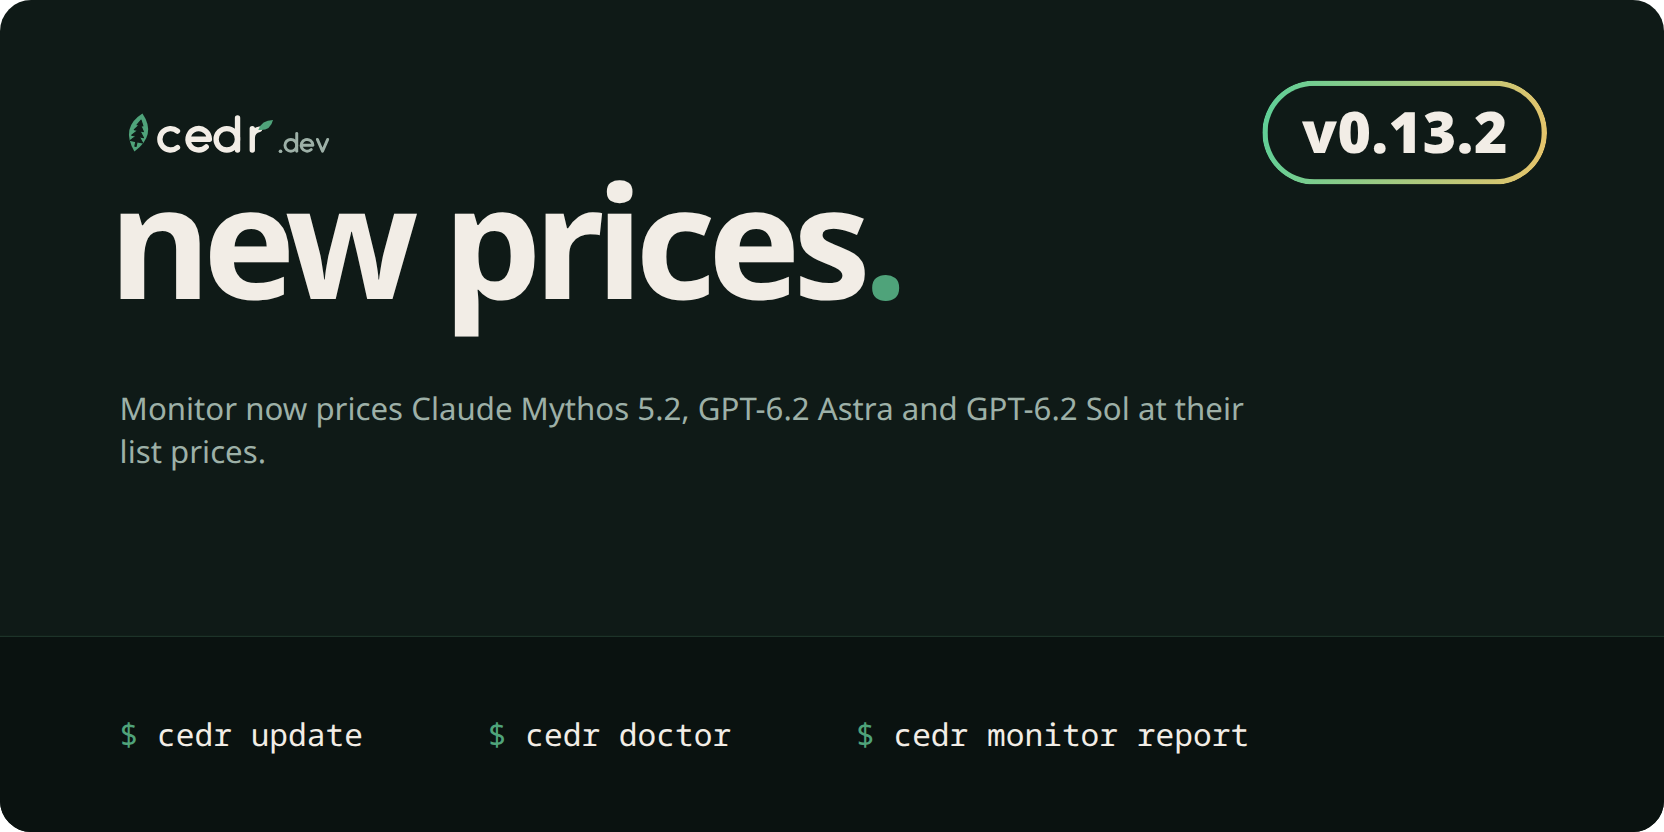 cedr.dev
v0.13.2
new prices.
Monitor now prices Claude Mythos 5.2, GPT-6.2 Astra and GPT-6.2 Sol at their
list prices.
$ cedr update
$ cedr doctor
$ cedr monitor report